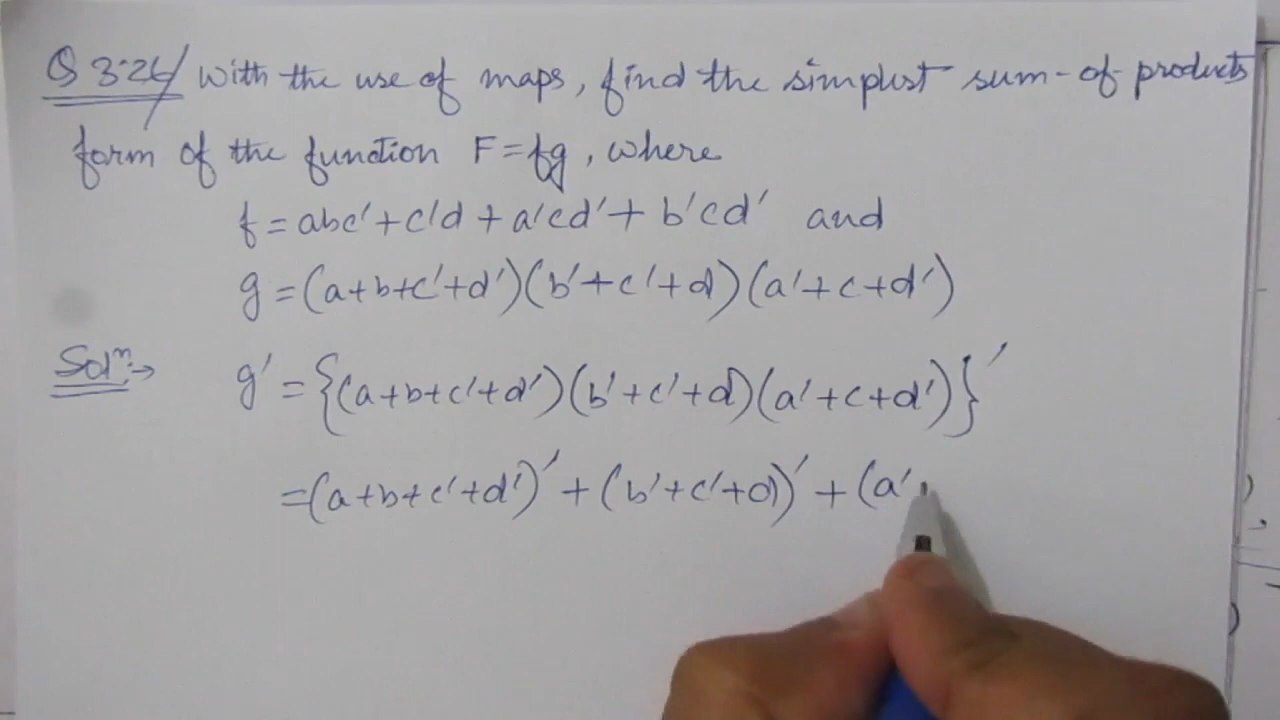 Q 3.26/ With the use of maps, find the simplest sum-of-products
form of the function F=fg, where
f = abc'+c'd+a'cd'+b'cd' and
g = (a+b+c'+d')(b'+c'+d)(a'+c+d')
Solⁿ:→ g' = {(a+b+c'+d')(b'+c'+d)(a'+c+d')}'
=(a+b+c'+d')' + (b'+c'+d)' + (a'